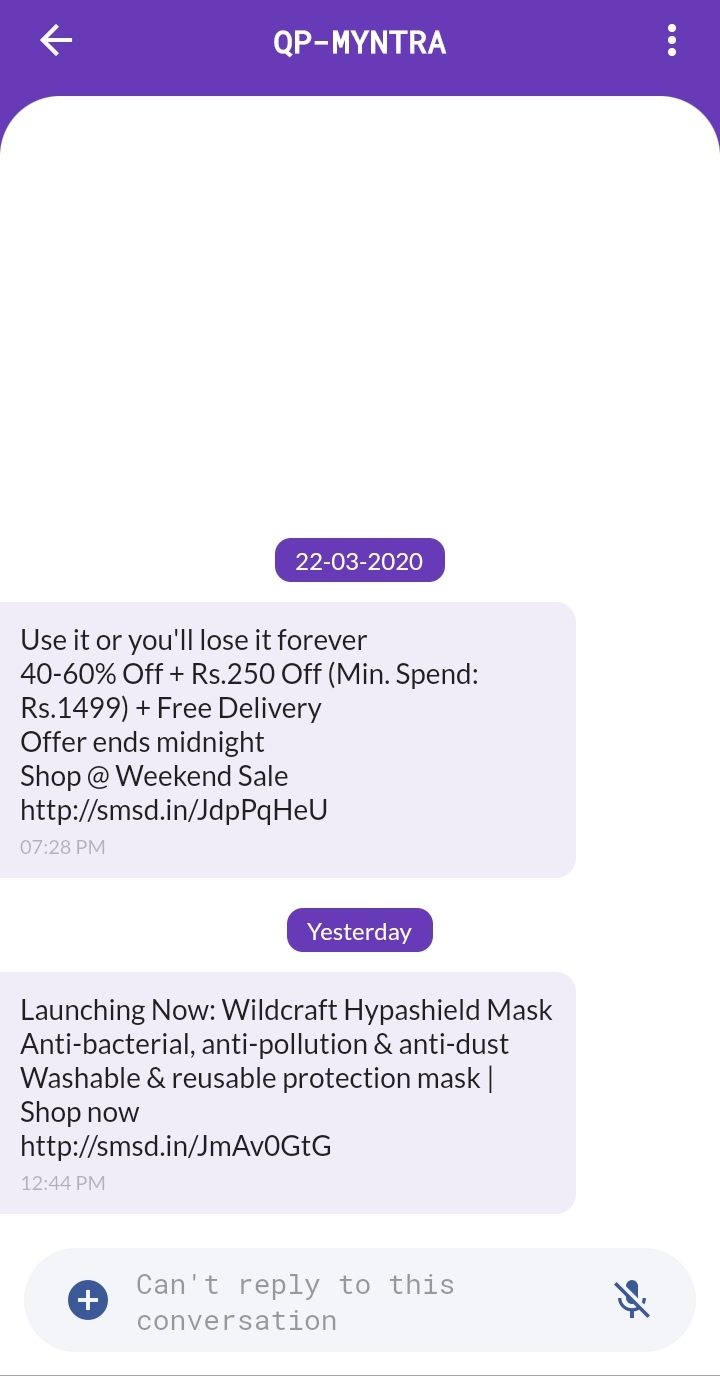 QP-MYNTRA
22-03-2020
Use it or you'll lose it forever
40-60% Off + Rs.250 Off (Min. Spend:
Rs.1499) + Free Delivery
Offer ends midnight
Shop @ Weekend Sale
http://smsd.in/JdpPqHeU
07:28 PM
Yesterday
Launching Now: Wildcraft Hypashield Mask
Anti-bacterial, anti-pollution & anti-dust
Washable & reusable protection mask |
Shop now
http://smsd.in/JmAv0GtG
12:44 PM
Can't reply to this
conversation